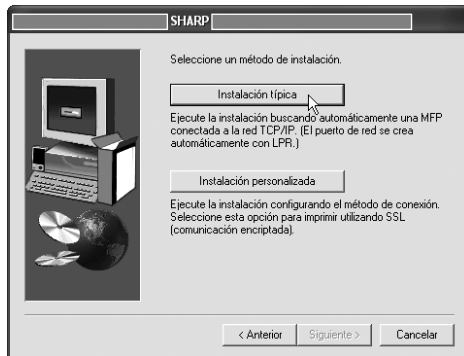 SHARP
Seleccione un método de instalación.
Instalación típica
Ejecute la instalación buscando automáticamente una MFP
conectada a la red TCP/IP. (El puerto de red se crea
automáticamente con LPR.)
Instalación personalizada
Ejecute la instalación configurando el método de conexión.
Seleccione esta opción para imprimir utilizando SSL
(comunicación encriptada).
< Anterior
Siguiente >
Cancelar